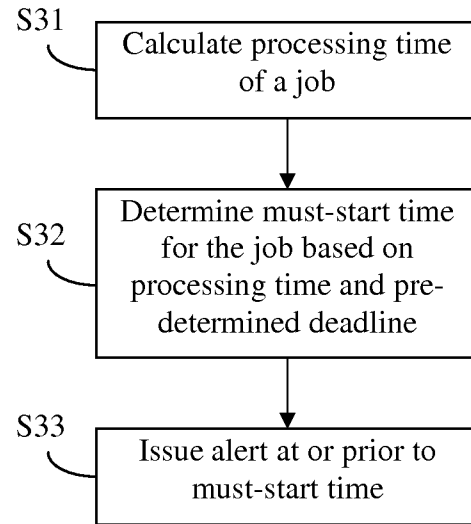 S31
Calculate processing time
of a job
S32
Determine must-start time
for the job based on
processing time and pre-
determined deadline
S33
Issue alert at or prior to
must-start time